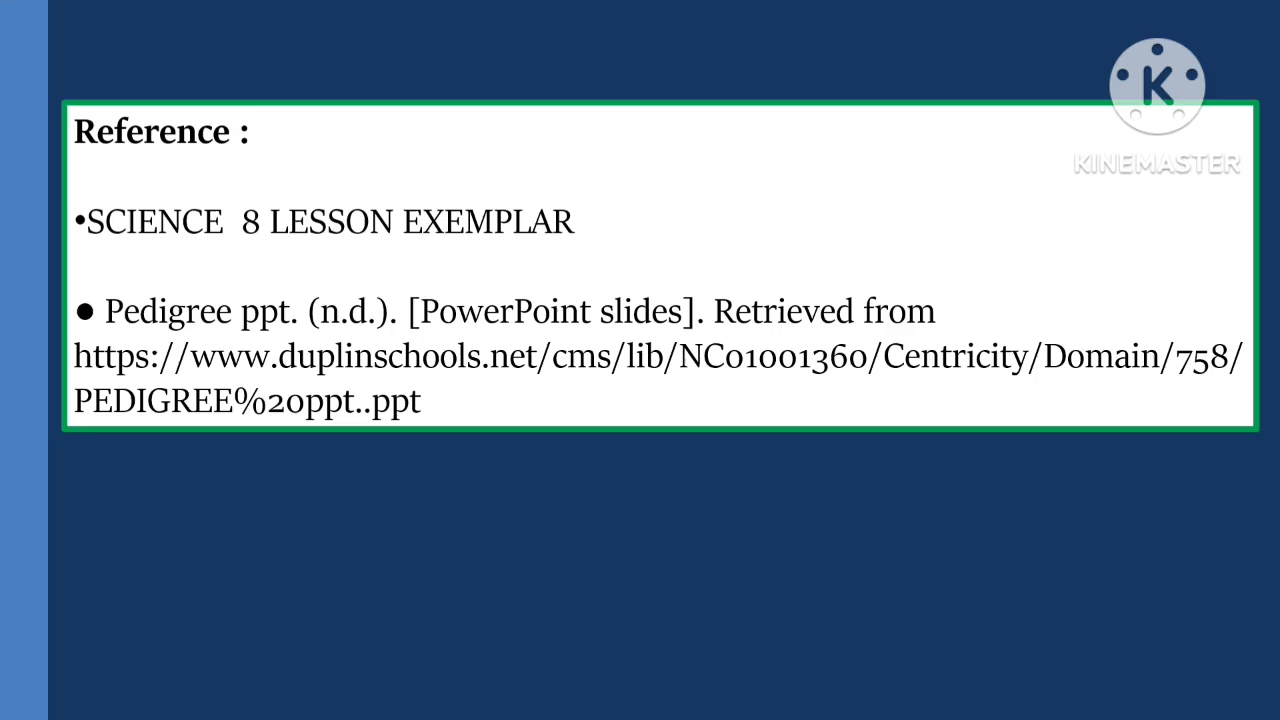 K
KINEMASTER
Reference :
•SCIENCE  8 LESSON EXEMPLAR
● Pedigree ppt. (n.d.). [PowerPoint slides]. Retrieved from
https://www.duplinschools.net/cms/lib/NC01001360/Centricity/Domain/758/
PEDIGREE%20ppt..ppt